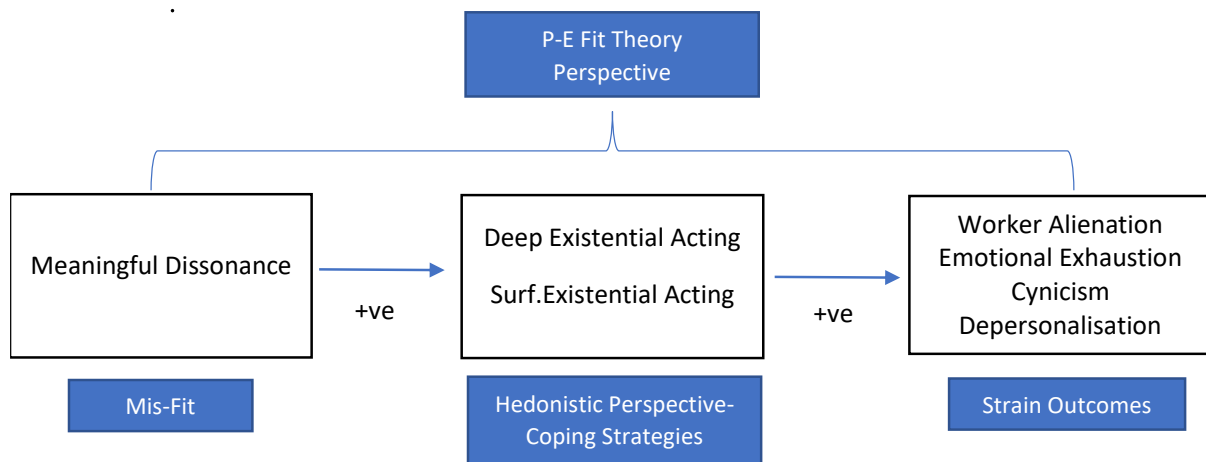 P-E Fit Theory
Perspective
Meaningful Dissonance
+ve
Deep Existential Acting
Surf.Existential Acting
+ve
Worker Alienation
Emotional Exhaustion
Cynicism
Depersonalisation
Mis-Fit
Hedonistic Perspective-
Coping Strategies
Strain Outcomes